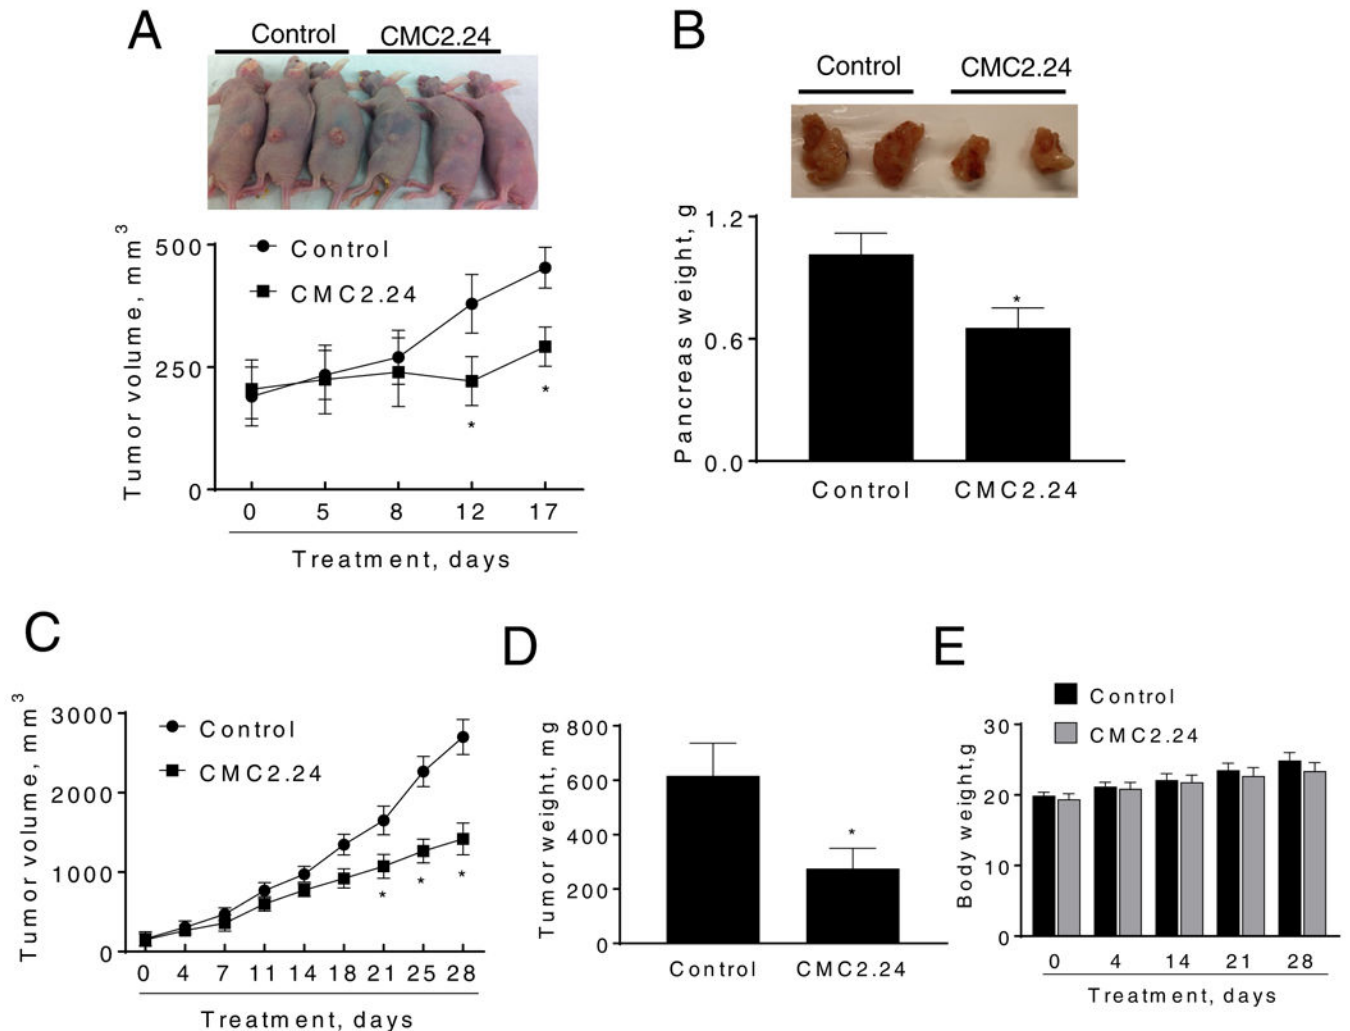 A
Control CMC2.24
500
250
0
Tumor volume, mm3
Control
CMC2.24
*
*
0 5 8 12 17
Treatment, days
B
Control CMC2.24
1.2
0.6
0.0
Pancreas weight, g
*
Control CMC2.24
C
3000
2000
1000
0
Tumor volume, mm3
Control
CMC2.24
* * *
0 4 7 11 14 18 21 25 28
Treatment, days
D
800
600
400
200
0
Tumor weight, mg
*
Control CMC2.24
E
Control
CMC2.24
30
20
10
0
Body weight,g
0 4 14 21 28
Treatment, days